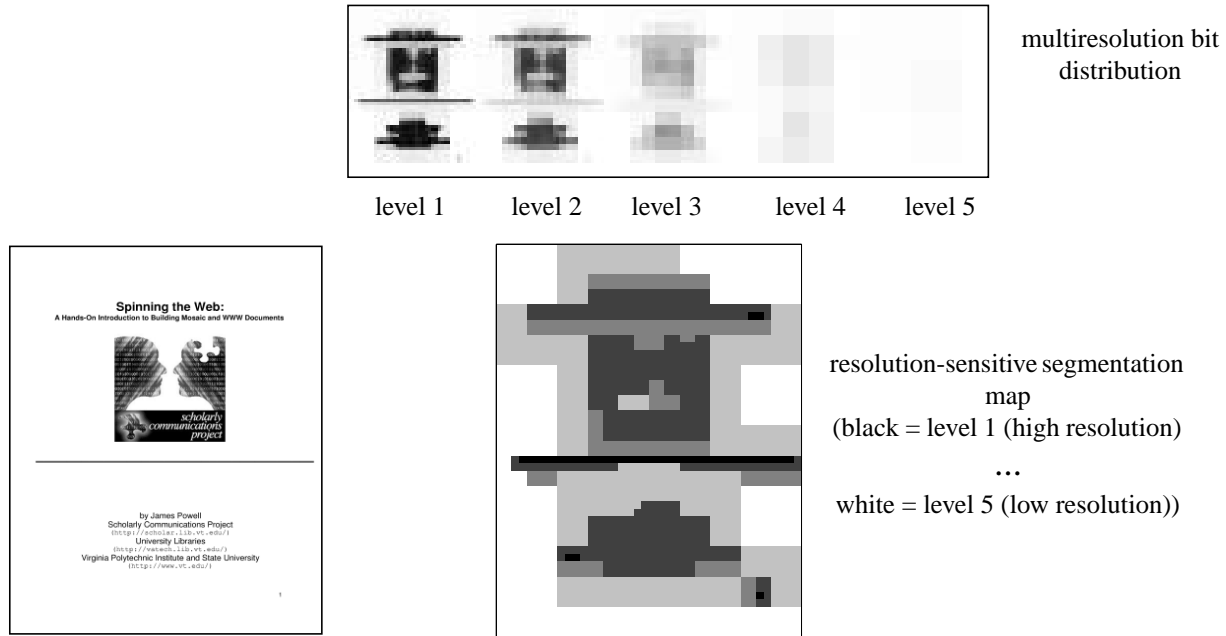 multiresolution bit
distribution
level 1 level 2 level 3 level 4 level 5
Spinning the Web:
A Hands-On Introduction to Building Mosaic and WWW Documents
scholarly
communications
project
by James Powell
Scholarly Communications Project
(http://scholar.lib.vt.edu/)
University Libraries
(http://vatech.lib.vt.edu/)
Virginia Polytechnic Institute and State University
(http://www.vt.edu/)
1
resolution-sensitive segmentation
map
(black = level 1 (high resolution)
...
white = level 5 (low resolution))